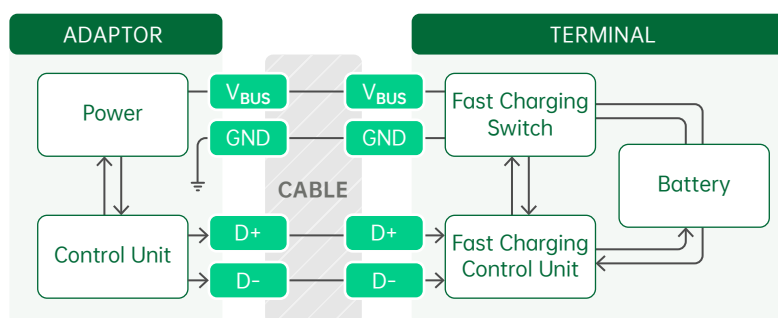 ADAPTOR
TERMINAL
Power
VBUS
VBUS
Fast Charging
Switch
GND
GND
CABLE
Battery
Control Unit
D+
D+
Fast Charging
Control Unit
D-
D-